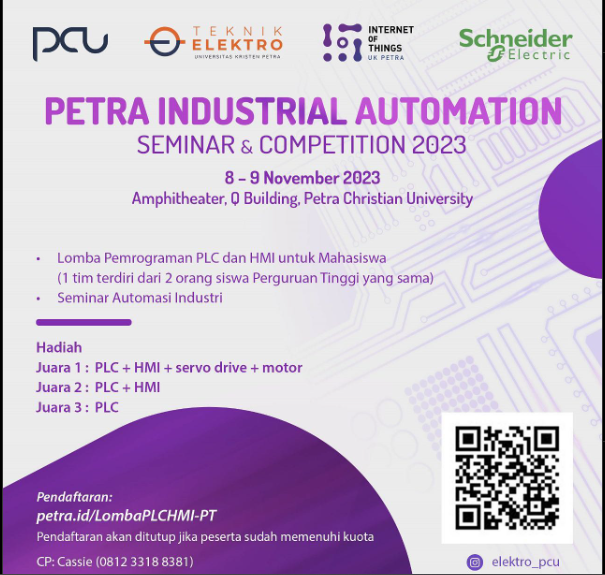 PCU
TEKNIK
ELEKTRO
UNIVERSITAS KRISTEN PETRA
INTERNET
OF
THINGS
UK PETRA
Schneider
Electric
PETRA INDUSTRIAL AUTOMATION
SEMINAR & COMPETITION 2023
8 – 9 November 2023
Amphitheater, Q Building, Petra Christian University
• Lomba Pemrograman PLC dan HMI untuk Mahasiswa
(1 tim terdiri dari 2 orang siswa Perguruan Tinggi yang sama)
• Seminar Automasi Industri
Hadiah
Juara 1 : PLC + HMI + servo drive + motor
Juara 2 : PLC + HMI
Juara 3 : PLC
Pendaftaran:
petra.id/LombaPLCHMI-PT
Pendaftaran akan ditutup jika peserta sudah memenuhi kuota
CP: Cassie (0812 3318 8381)
elektro_pcu